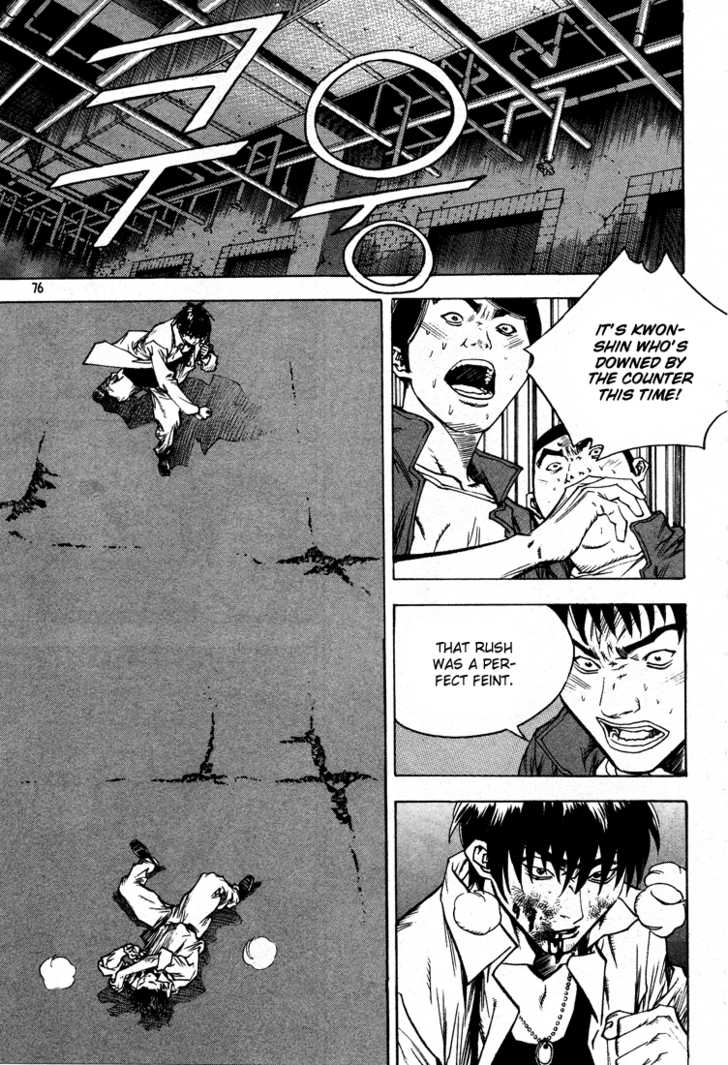 쿠웅
76
IT'S KWON-
SHIN WHO'S
DOWNED BY
THE COUNTER
THIS TIME!
THAT RUSH
WAS A PER-
FECT FEINT.